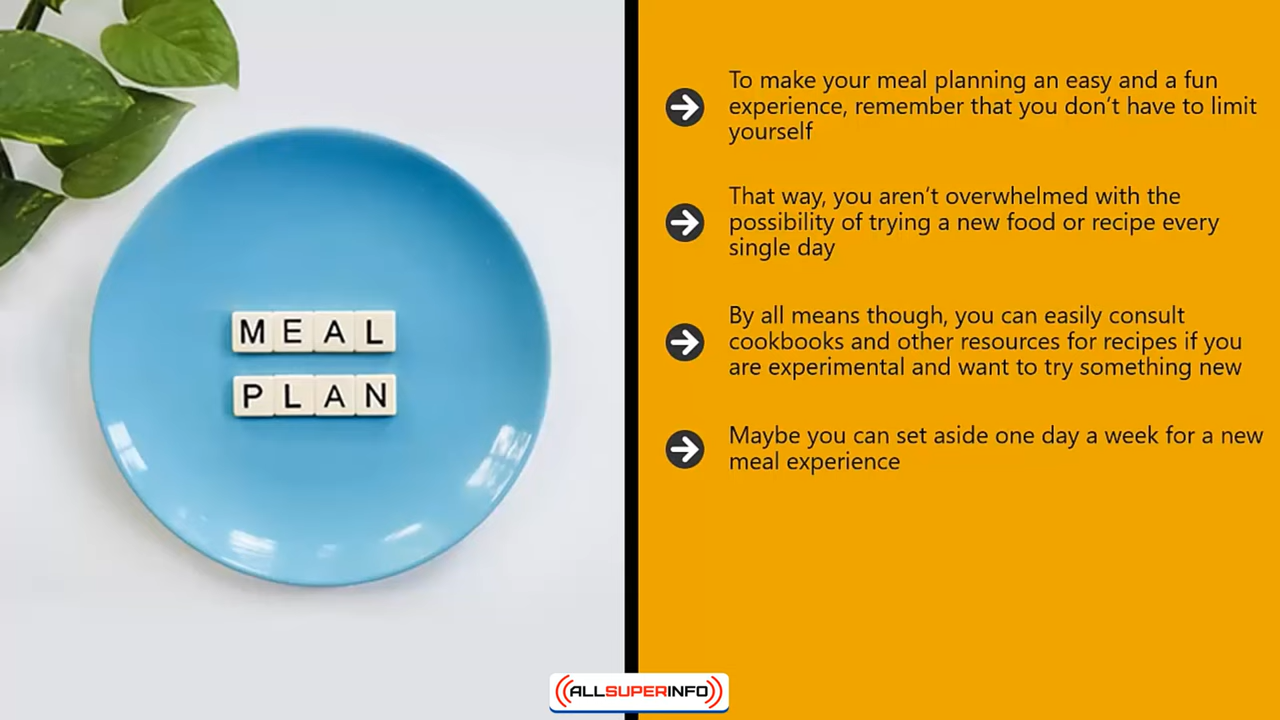 MEAL
PLAN
To make your meal planning an easy and a fun
experience, remember that you don't have to limit
yourself
That way, you aren't overwhelmed with the
possibility of trying a new food or recipe every
single day
By all means though, you can easily consult
cookbooks and other resources for recipes if you
are experimental and want to try something new
Maybe you can set aside one day a week for a new
meal experience
ALLSUPERINFO